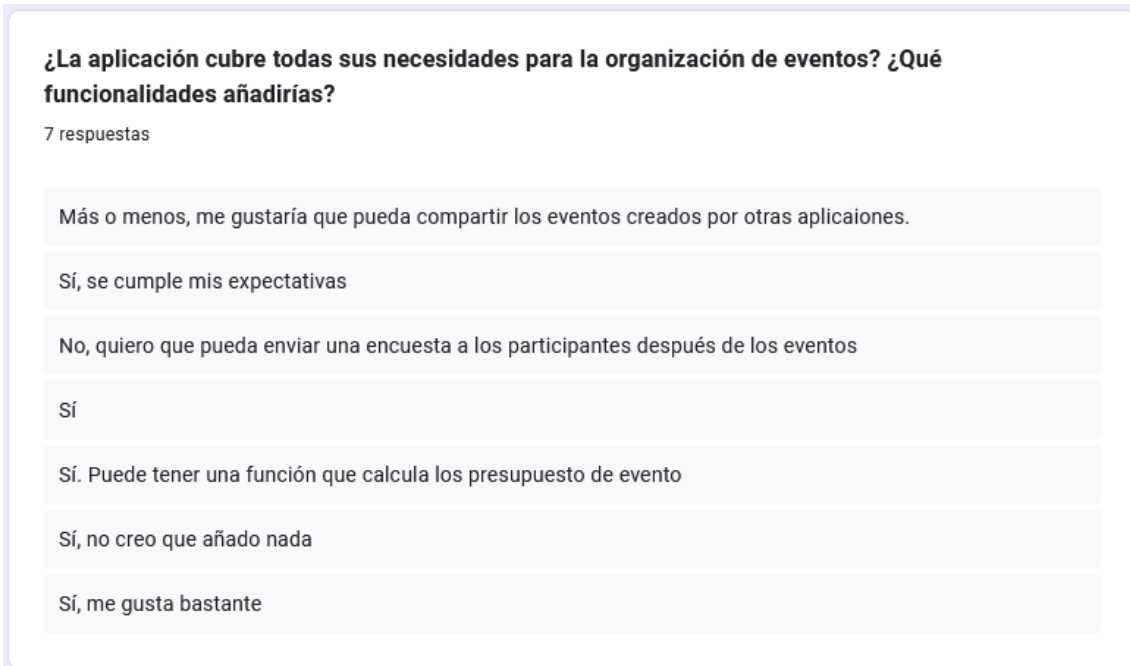 ¿La aplicación cubre todas sus necesidades para la organización de eventos? ¿Qué
funcionalidades añadirías?
7 respuestas
Más o menos, me gustaría que pueda compartir los eventos creados por otras aplicaiones.
Sí, se cumple mis expectativas
No, quiero que pueda enviar una encuesta a los participantes después de los eventos
Sí
Sí. Puede tener una función que calcula los presupuesto de evento
Sí, no creo que añado nada
Sí, me gusta bastante